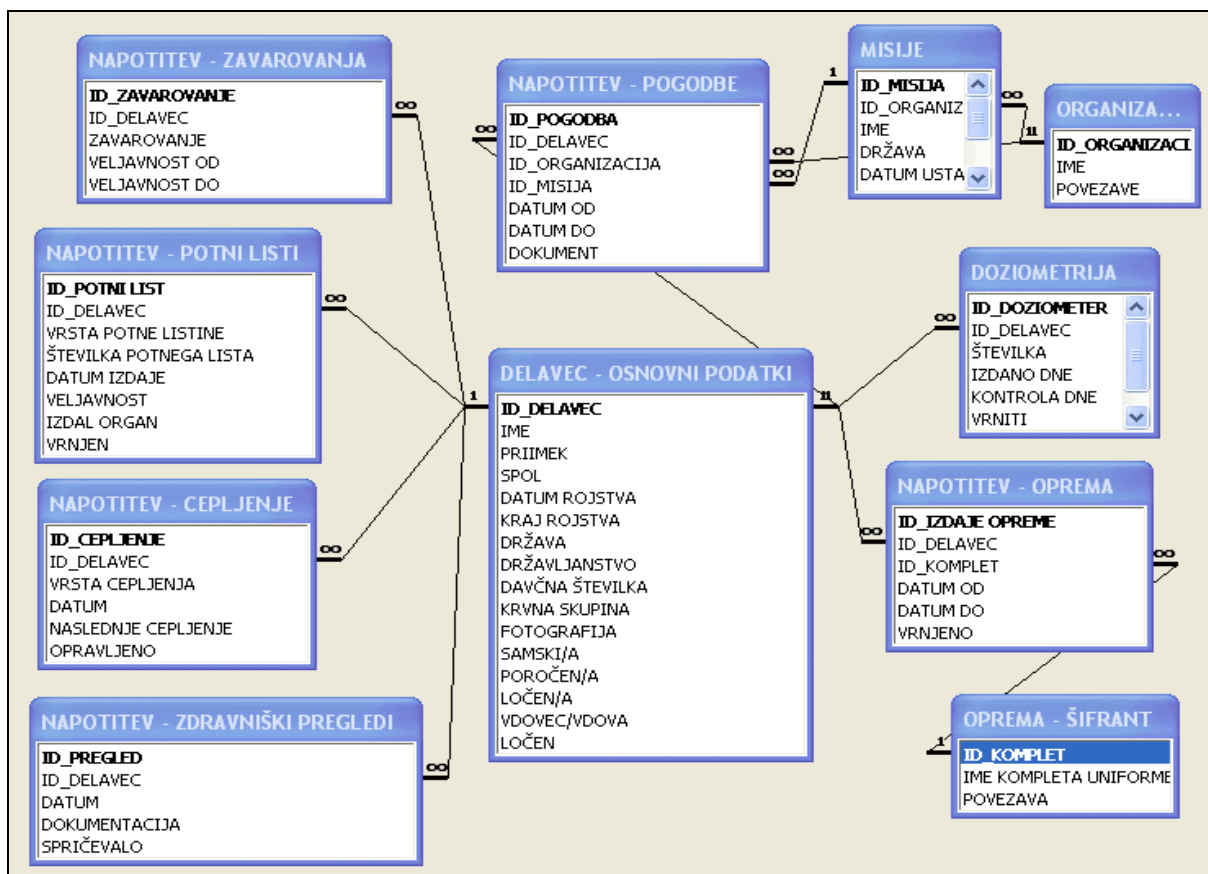 NAPOTITEV - ZAVAROVANJA
ID_ZAVAROVANJE
ID_DELAVEC
ZAVAROVANJE
VELJAVNOST OD
VELJAVNOST DO
∞
NAPOTITEV - POGODBE
ID_POGODBA
ID_DELAVEC
ID_ORGANIZACIJA
ID_MISIJA
DATUM OD
DATUM DO
DOKUMENT
∞
∞
∞
MISIJE
ID_MISIJA
ID_ORGANIZ
IME
DRŽAVA
DATUM USTA
1
∞
ORGANIZA...
ID_ORGANIZACI
IME
POVEZAVE
11
NAPOTITEV - POTNI LISTI
ID_POTNI LIST
ID_DELAVEC
VRSTA POTNE LISTINE
ŠTEVILKA POTNEGA LISTA
DATUM IZDAJE
VELJAVNOST
IZDAL ORGAN
VRNJEN
∞
DELAVEC - OSNOVNI PODATKI
ID_DELAVEC
IME
PRIIMEK
SPOL
DATUM ROJSTVA
KRAJ ROJSTVA
DRŽAVA
DRŽAVLJANSTVO
DAVČNA ŠTEVILKA
KRVNA SKUPINA
FOTOGRAFIJA
SAMSKI/A
POROČEN/A
LOČEN/A
VDOVEC/VDOVA
LOČEN
1
11
DOZIOMETRIJA
ID_DOZIOMETER
ID_DELAVEC
ŠTEVILKA
IZDANO DNE
KONTROLA DNE
VRNITI
∞
NAPOTITEV - CEPLJENJE
ID_CEPLJENJE
ID_DELAVEC
VRSTA CEPLJENJA
DATUM
NASLEDNJE CEPLJENJE
OPRAVLJENO
∞
NAPOTITEV - OPREMA
ID_IZDAJE OPREME
ID_DELAVEC
ID_KOMPLET
DATUM OD
DATUM DO
VRNJENO
∞
∞
NAPOTITEV - ZDRAVNIŠKI PREGLEDI
ID_PREGLED
ID_DELAVEC
DATUM
DOKUMENTACIJA
SPRIČEVALO
∞
OPREMA - ŠIFRANT
ID_KOMPLET
IME KOMPLETA UNIFORME
POVEZAVA
1